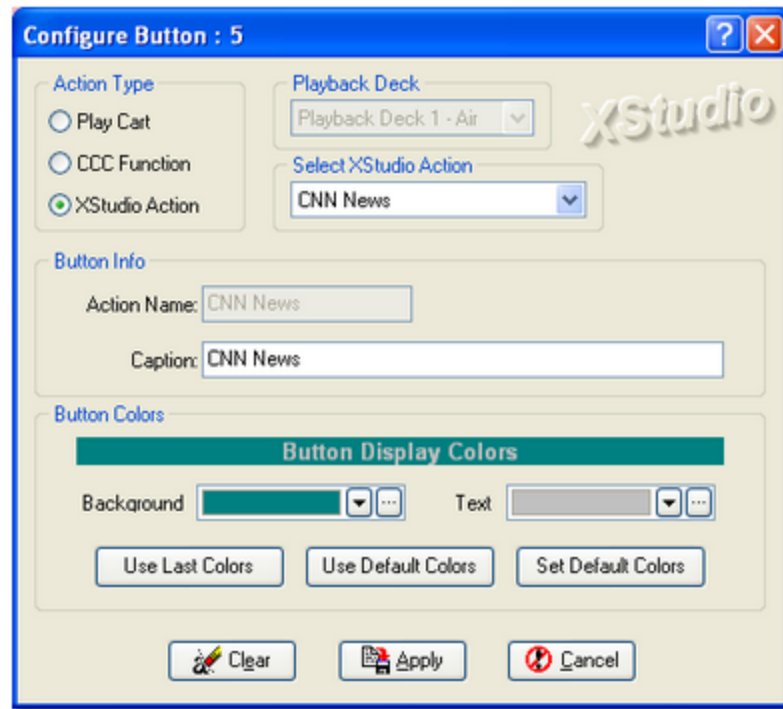 Configure Button : 5
Action Type
Play Cart
CCC Function
XStudio Action
Playback Deck
Playback Deck 1 - Air
XStudio
Select XStudio Action
CNN News
Button Info
Action Name: CNN News
Caption: CNN News
Button Colors
Button Display Colors
Background
Text
Use Last Colors
Use Default Colors
Set Default Colors
Clear
Apply
Cancel